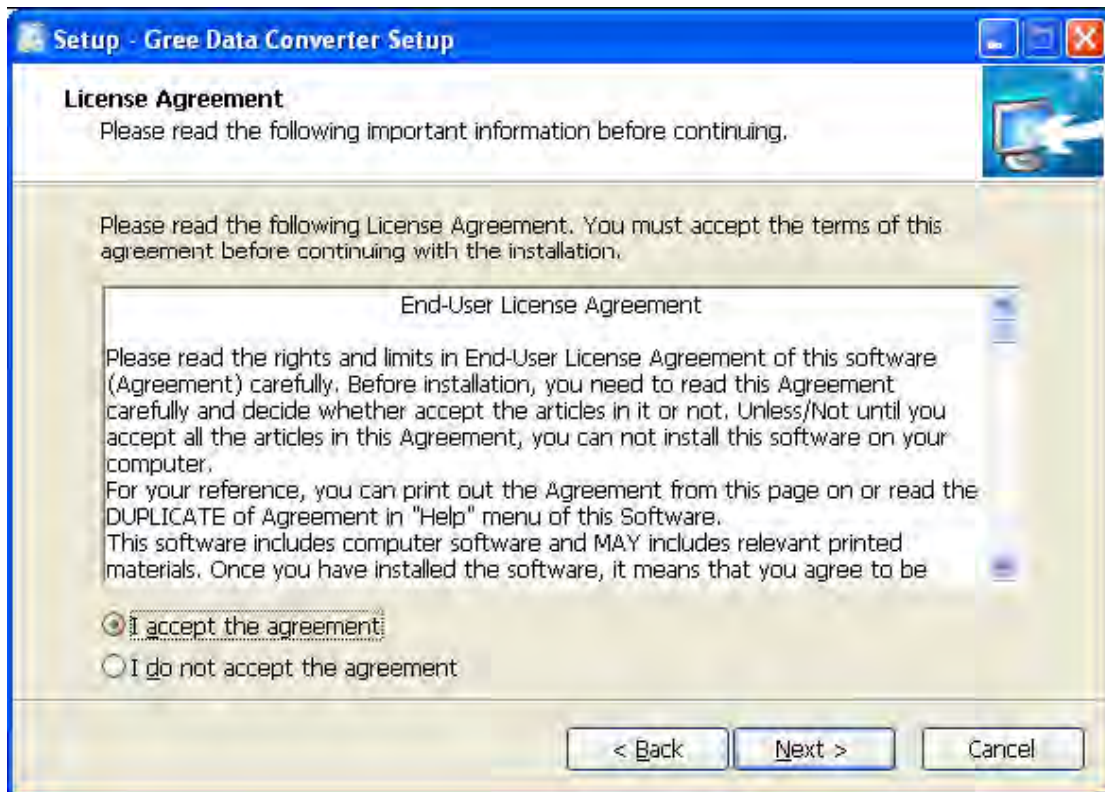 Setup - Gree Data Converter Setup
License Agreement
Please read the following important information before continuing.
Please read the following License Agreement. You must accept the terms of this
agreement before continuing with the installation.
End-User License Agreement
Please read the rights and limits in End-User License Agreement of this software
(Agreement) carefully. Before installation, you need to read this Agreement
carefully and decide whether accept the articles in it or not. Unless/Not until you
accept all the articles in this Agreement, you can not install this software on your
computer.
For your reference, you can print out the Agreement from this page on or read the
DUPLICATE of Agreement in "Help" menu of this Software.
This software includes computer software and MAY includes relevant printed
materials. Once you have installed the software, it means that you agree to be
I accept the agreement
I do not accept the agreement
< Back Next > Cancel